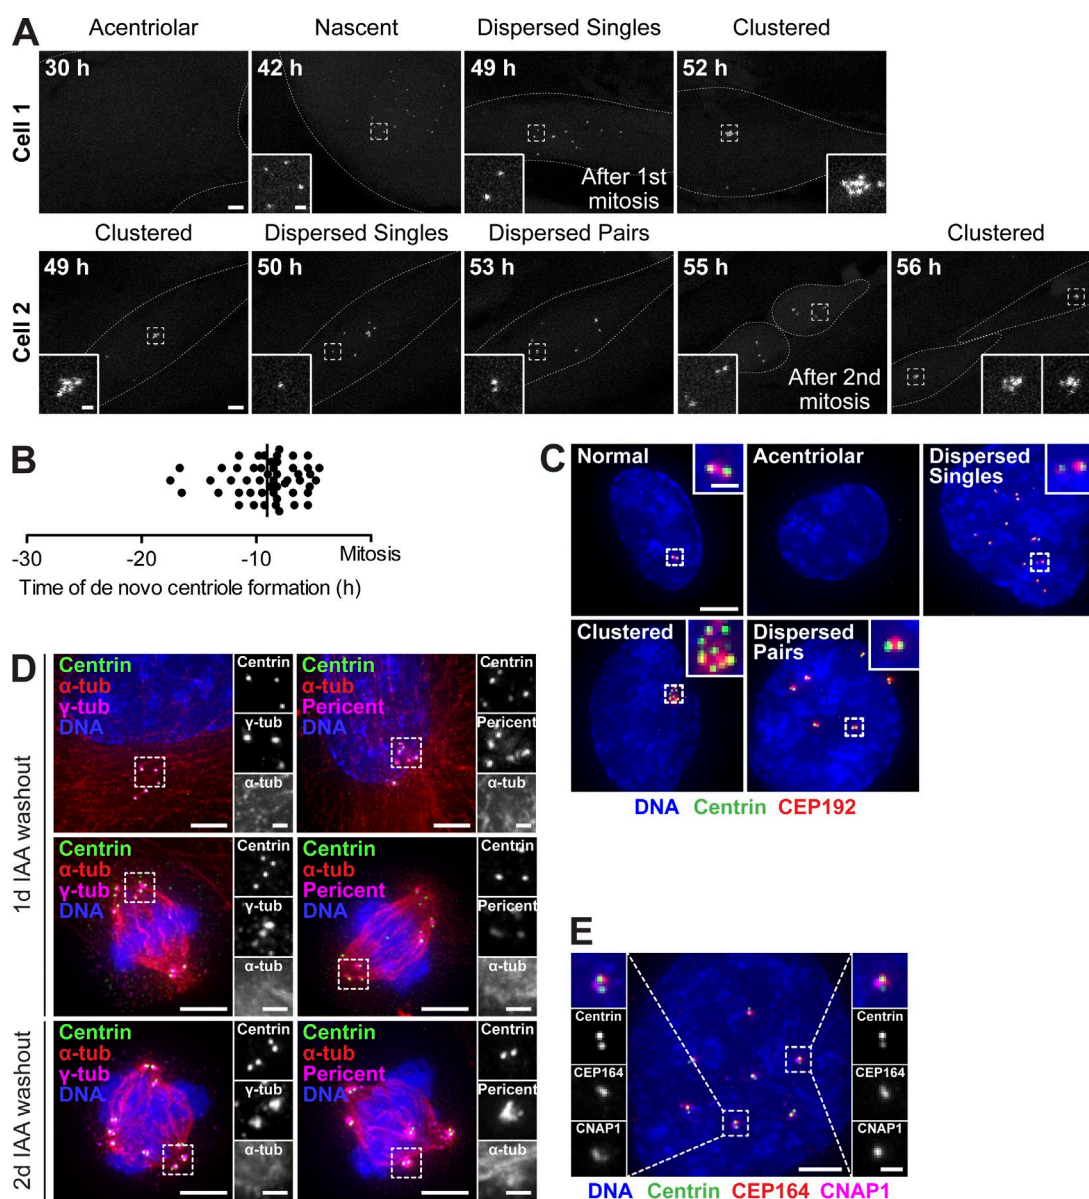 A
Acentriolar
Nascent
Dispersed Singles
Clustered
Cell 1
30 h
42 h
49 h
52 h
After 1st
mitosis
Clustered
Dispersed Singles
Dispersed Pairs
Clustered
Cell 2
49 h
50 h
53 h
55 h
56 h
After 2nd
mitosis
B
-30
-20
-10
Mitosis
Time of de novo centriole formation (h)
C
Normal
Acentriolar
Dispersed
Singles
Clustered
Dispersed
Pairs
DNA Centrin CEP192
D
1d IAA washout
Centrin
α-tub
γ-tub
DNA
Centrin
γ-tub
α-tub
Centrin
α-tub
Pericent
DNA
Centrin
Pericent
α-tub
Centrin
α-tub
γ-tub
DNA
Centrin
γ-tub
α-tub
Centrin
α-tub
Pericent
DNA
Centrin
Pericent
α-tub
2d IAA washout
Centrin
α-tub
γ-tub
DNA
Centrin
γ-tub
α-tub
Centrin
α-tub
Pericent
DNA
Centrin
Pericent
α-tub
E
Centrin
CEP164
CNAP1
Centrin
CEP164
CNAP1
DNA Centrin CEP164 CNAP1